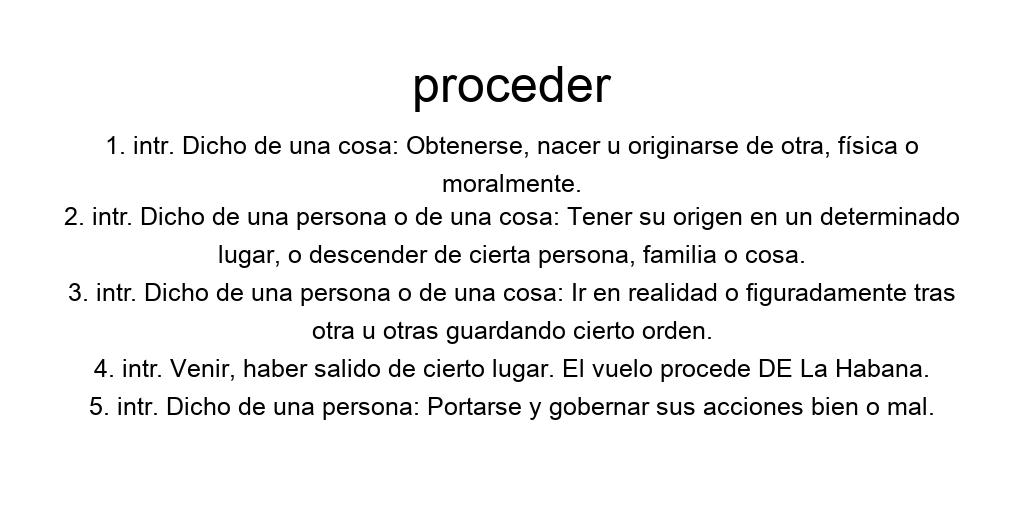 proceder
1. intr. Dicho de una cosa: Obtenerse, nacer u originarse de otra, física o
moralmente.
2. intr. Dicho de una persona o de una cosa: Tener su origen en un determinado
lugar, o descender de cierta persona, familia o cosa.
3. intr. Dicho de una persona o de una cosa: Ir en realidad o figuradamente tras
otra u otras guardando cierto orden.
4. intr. Venir, haber salido de cierto lugar. El vuelo procede DE La Habana.
5. intr. Dicho de una persona: Portarse y gobernar sus acciones bien o mal.